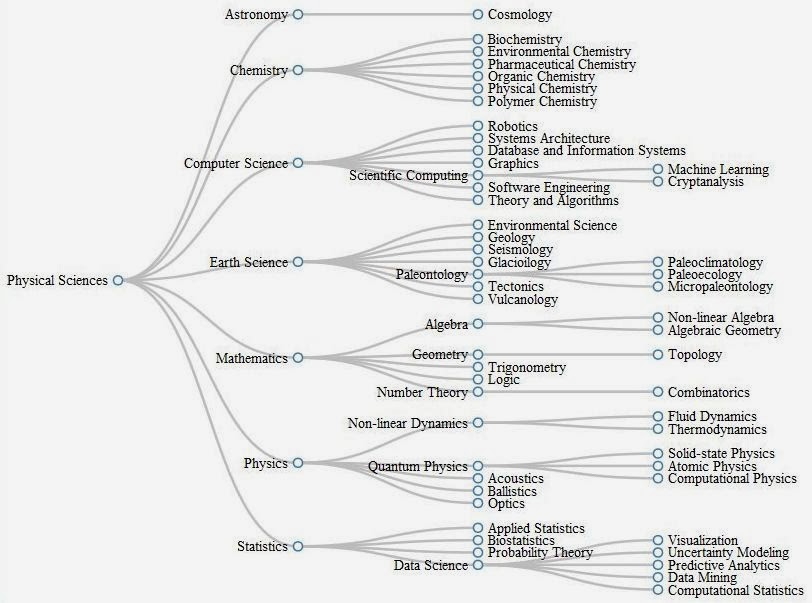 Physical Sciences
Astronomy
Cosmology
Chemistry
Biochemistry
Environmental Chemistry
Pharmaceutical Chemistry
Organic Chemistry
Physical Chemistry
Polymer Chemistry
Computer Science
Robotics
Systems Architecture
Database and Information Systems
Graphics
Scientific Computing
Machine Learning
Cryptanalysis
Software Engineering
Theory and Algorithms
Earth Science
Environmental Science
Geology
Seismology
Glacioilogy
Paleontology
Paleoclimatology
Paleoecology
Micropaleontology
Tectonics
Vulcanology
Mathematics
Algebra
Non-linear Algebra
Algebraic Geometry
Geometry
Topology
Trigonometry
Logic
Number Theory
Combinatorics
Physics
Non-linear Dynamics
Fluid Dynamics
Thermodynamics
Quantum Physics
Solid-state Physics
Atomic Physics
Computational Physics
Acoustics
Ballistics
Optics
Statistics
Applied Statistics
Biostatistics
Probability Theory
Data Science
Visualization
Uncertainty Modeling
Predictive Analytics
Data Mining
Computational Statistics